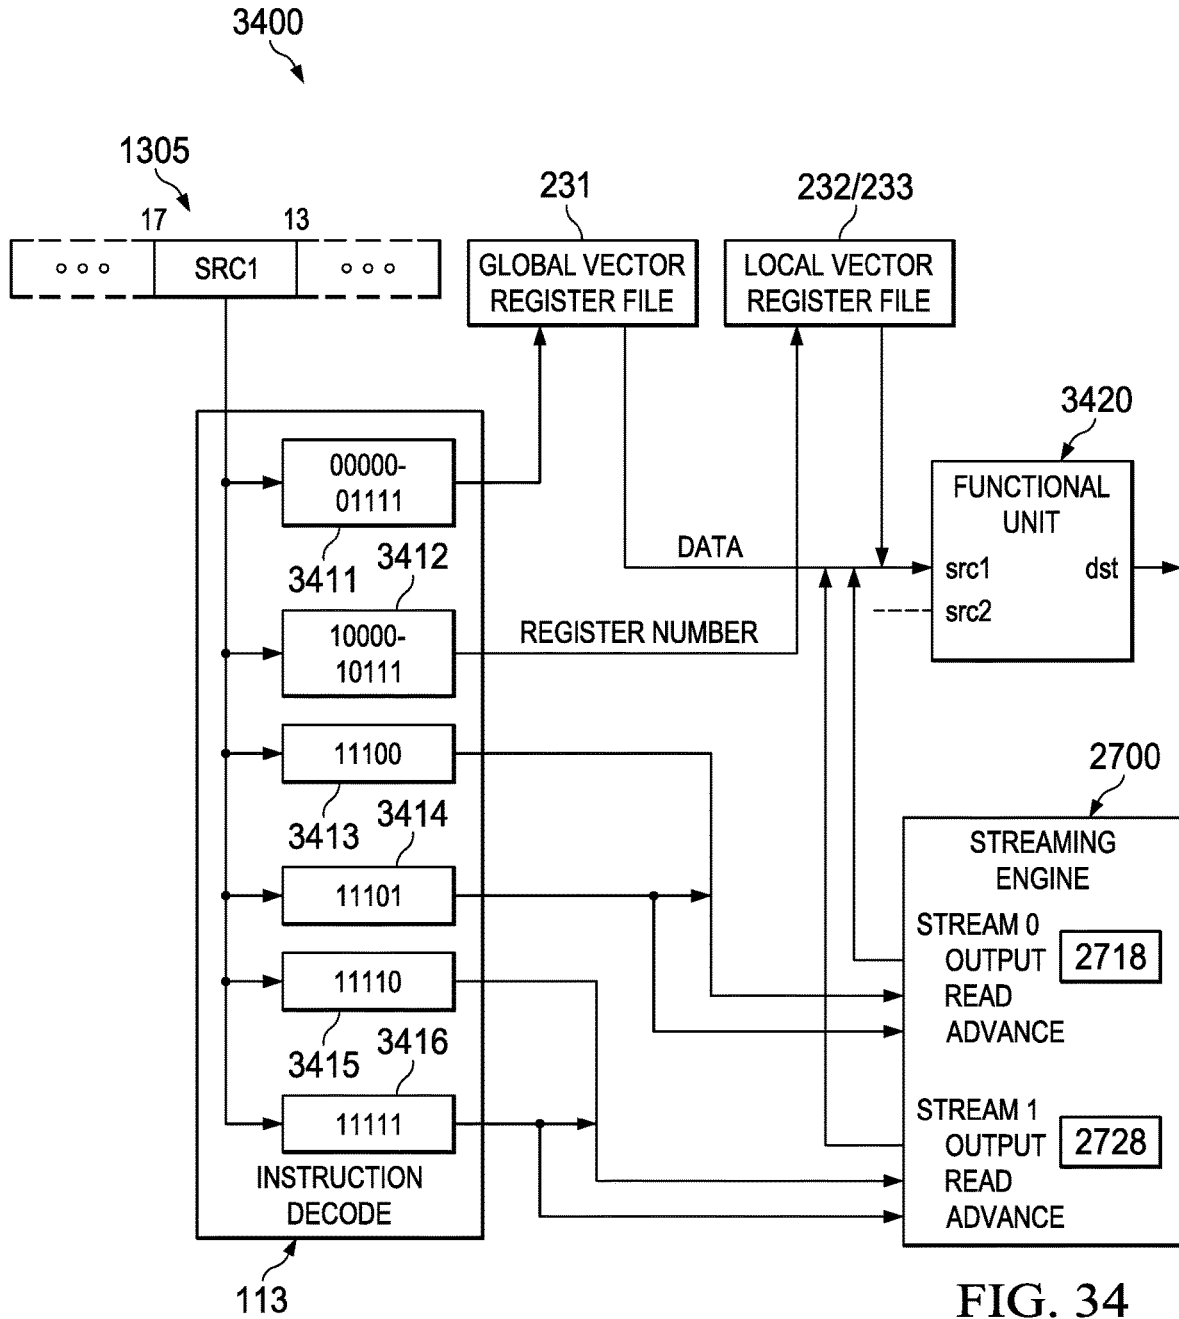 3400
1305
17
13
SRC1
231
GLOBAL VECTOR
REGISTER FILE
232/233
LOCAL VECTOR
REGISTER FILE
3420
FUNCTIONAL
UNIT
src1
dst
src2
DATA
REGISTER NUMBER
00000-
01111
3411
3412
10000-
10111
11100
3413
3414
11101
11110
3415
3416
11111
INSTRUCTION
DECODE
113
2700
STREAMING
ENGINE
STREAM 0
OUTPUT
2718
READ
ADVANCE
STREAM 1
OUTPUT
2728
READ
ADVANCE
FIG. 34